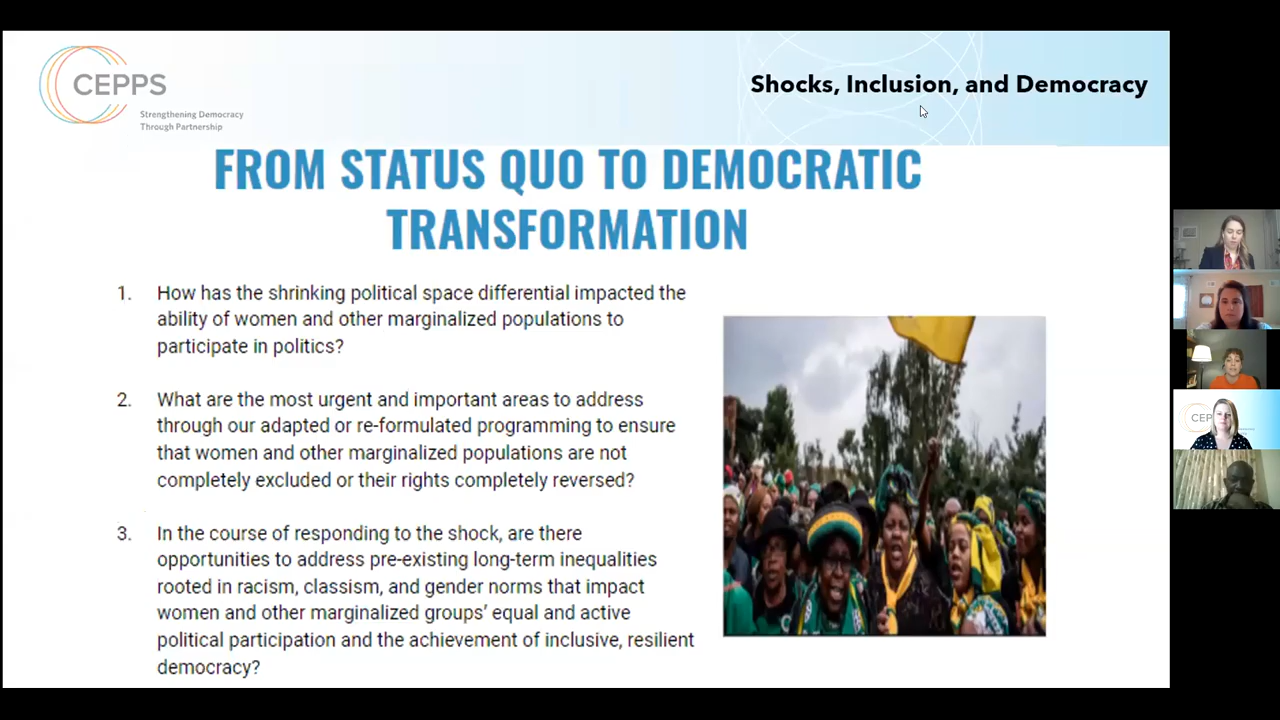 CEPPS
Strengthening Democracy
Through Partnership
Shocks, Inclusion, and Democracy
FROM STATUS QUO TO DEMOCRATIC
TRANSFORMATION
1. How has the shrinking political space differential impacted the
ability of women and other marginalized populations to
participate in politics?
2. What are the most urgent and important areas to address
through our adapted or re-formulated programming to ensure
that women and other marginalized populations are not
completely excluded or their rights completely reversed?
3. In the course of responding to the shock, are there
opportunities to address pre-existing long-term inequalities
rooted in racism, classism, and gender norms that impact
women and other marginalized groups' equal and active
political participation and the achievement of inclusive, resilient
democracy?
CEP